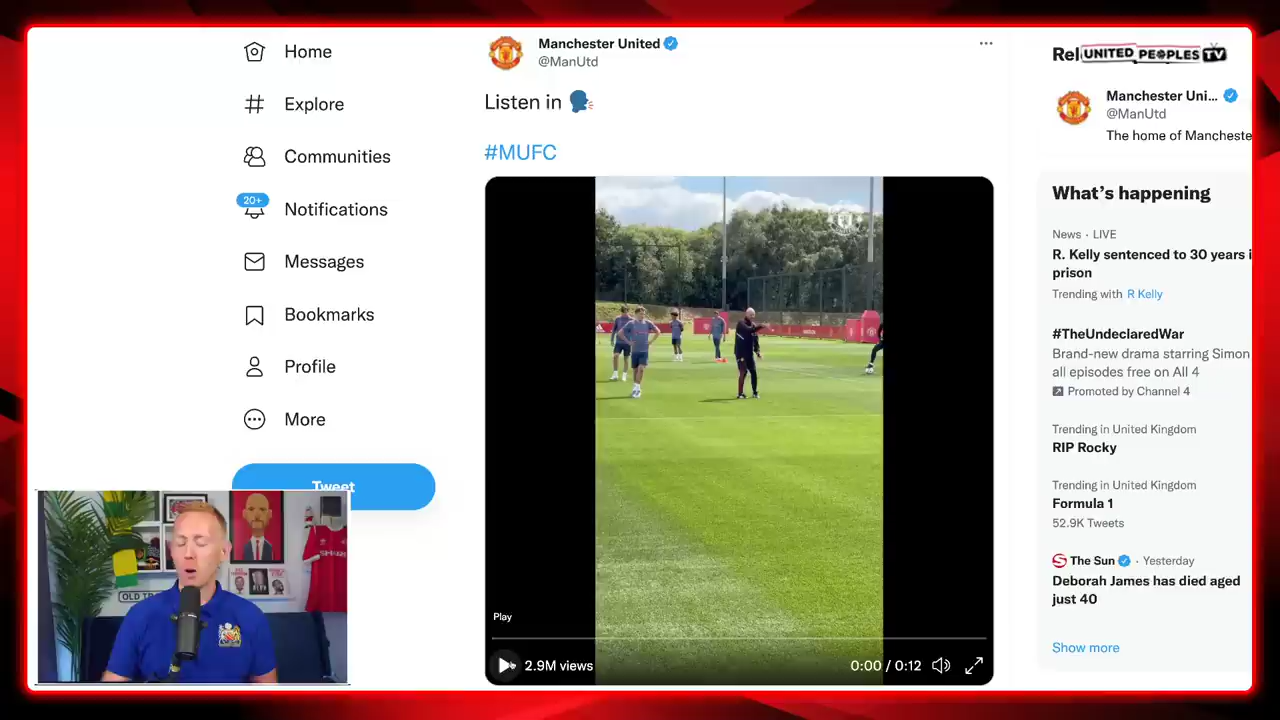 Home
Explore
Communities
20+
Notifications
Messages
Bookmarks
Profile
More
Tweet
OLD TR
Manchester United
@ManUtd
Listen in
#MUFC
Play
2.9M views
0:00 / 0:12
Rel
UNITED PEOPLES TV
Manchester Uni...
@ManUtd
The home of Mancheste
What's happening
News · LIVE
R. Kelly sentenced to 30 years i
prison
Trending with R Kelly
#TheUndeclaredWar
Brand-new drama starring Simon
all episodes free on All 4
Promoted by Channel 4
Trending in United Kingdom
RIP Rocky
Trending in United Kingdom
Formula 1
52.9K Tweets
The Sun · Yesterday
Deborah James has died aged
just 40
Show more